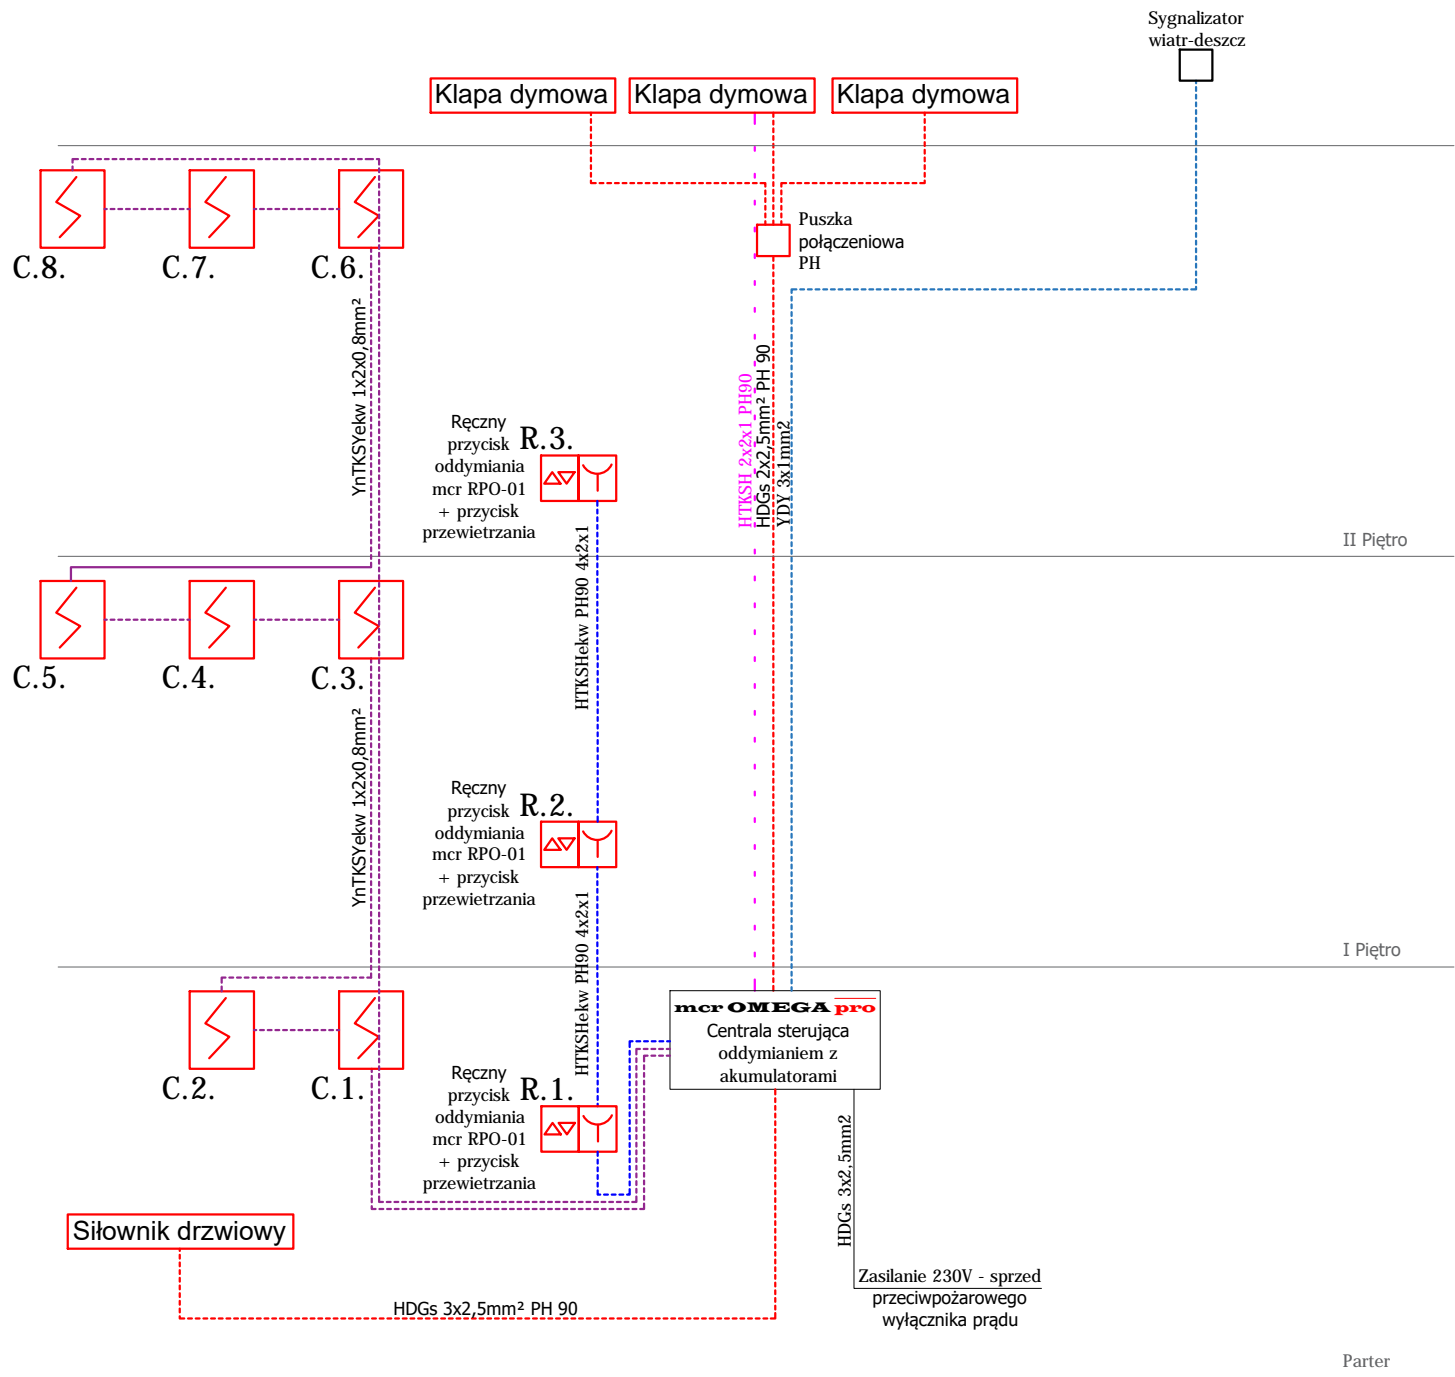 Sygnalizator
wiatr-deszcz
Klapa dymowa
Klapa dymowa
Klapa dymowa
C.8.
C.7.
C.6.
Puszka
połączeniowa
PH
YnTKSYekw 1x2x0,8mm²
HTKSH 2x2x1 PH90
HDGs 2x2,5mm² PH 90
YDY 3x1mm2
Ręczny
przycisk
oddymiania
mcr RPO-01
+ przycisk
przewietrzania
R.3.
HTKSHekw PH90 4x2x1
II Piętro
C.5.
C.4.
C.3.
YnTKSYekw 1x2x0,8mm²
Ręczny
przycisk
oddymiania
mcr RPO-01
+ przycisk
przewietrzania
R.2.
HTKSHekw PH90 4x2x1
I Piętro
C.2.
C.1.
mcr OMEGA pro
Centrala sterująca
oddymianiem z
akumulatorami
Ręczny
przycisk
oddymiania
mcr RPO-01
+ przycisk
przewietrzania
R.1.
HDGs 3x2,5mm2
Siłownik drzwiowy
Zasilanie 230V - sprzed
przeciwpożarowego
wyłącznika prądu
HDGs 3x2,5mm² PH 90
Parter